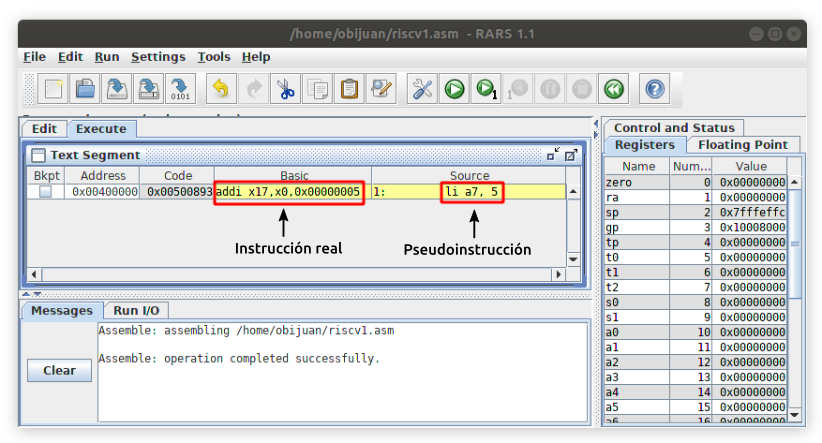 /home/obijuan/riscv1.asm - RARS 1.1
File Edit Run Settings Tools Help
0101
1
1
Edit Execute
Text Segment
Bkpt Address Code Basic Source
0x00400000 0x00500893 addi x17,x0,0x00000005 1: li a7, 5
Instrucción real
Pseudoinstrucción
Messages Run I/O
Clear
Assemble: assembling /home/obijuan/riscv1.asm
Assemble: operation completed successfully.
Control and Status
Registers Floating Point
Name Num... Value
zero 0 0x00000000
ra 1 0x00000000
sp 2 0x7fffeffc
gp 3 0x10008000
tp 4 0x00000000
t0 5 0x00000000
t1 6 0x00000000
t2 7 0x00000000
s0 8 0x00000000
s1 9 0x00000000
a0 10 0x00000000
a1 11 0x00000000
a2 12 0x00000000
a3 13 0x00000000
a4 14 0x00000000
a5 15 0x00000000
a6 16 0x00000000